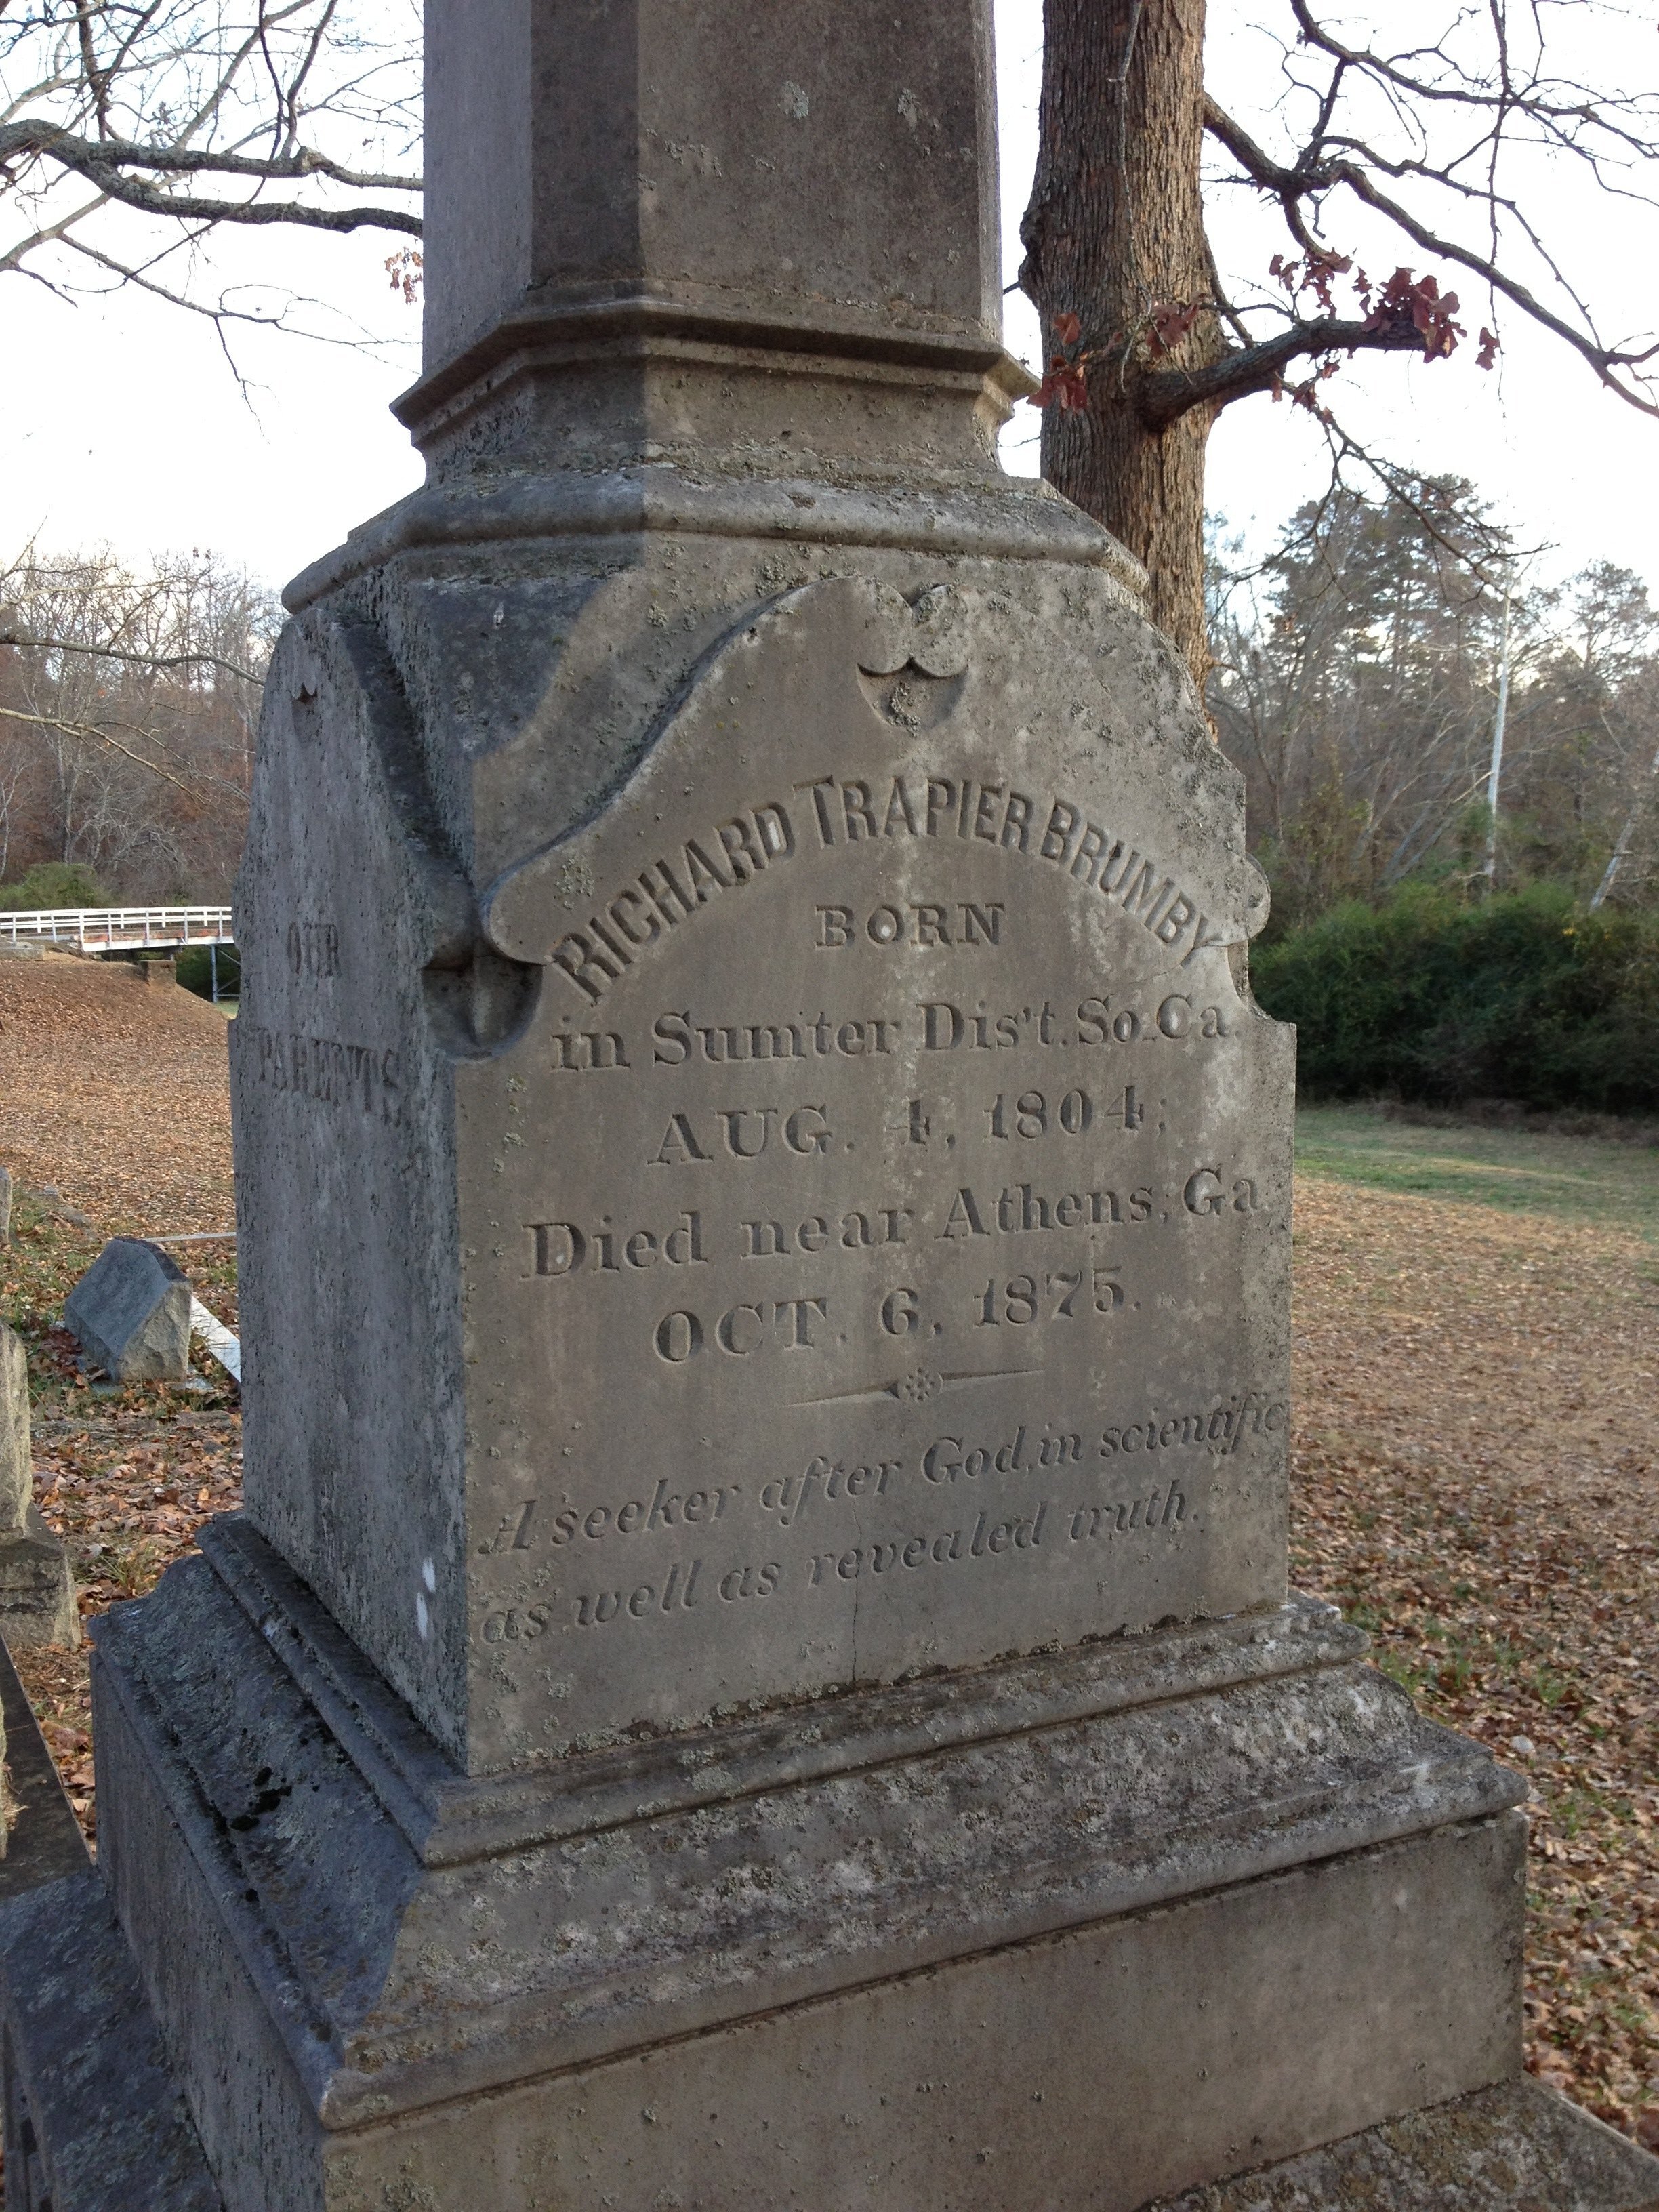 OUR
PARENTS
RICHARD TRAPIER BRUMBY
BORN
in Sumter Dis't. So. Ca.
AUG. 4, 1804;
Died near Athens, Ga.
OCT. 6, 1875.
A seeker after God, in scientific
as well as revealed truth.